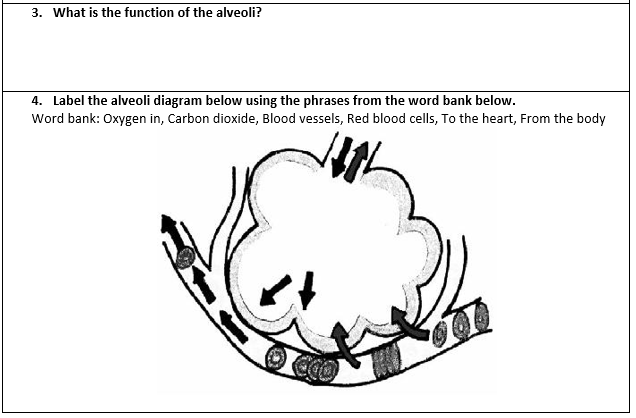 3. What is the function of the alveoli?
4. Label the alveoli diagram below using the phrases from the word bank below.
Word bank: Oxygen in, Carbon dioxide, Blood vessels, Red blood cells, To the heart, From the body